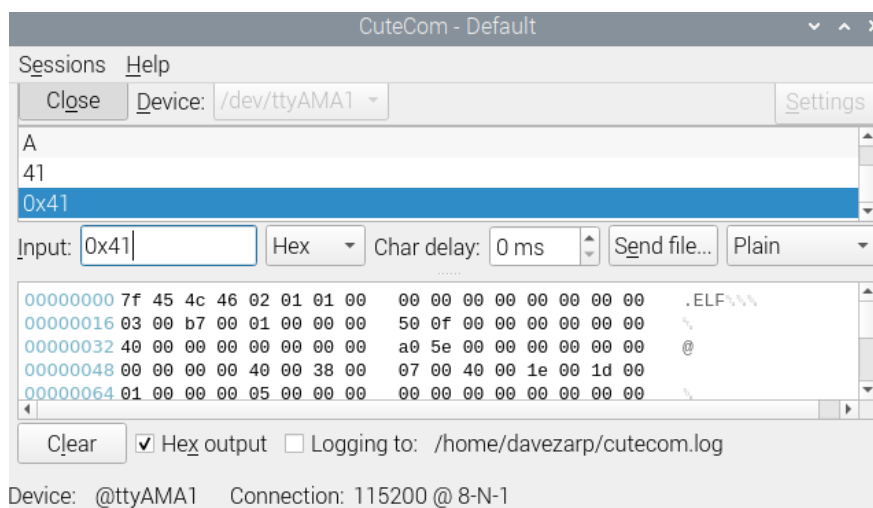 CuteCom - Default
Sessions Help
Close Device: /dev/ttyAMA1 Settings
A
41
0x41
Input: 0x41 Hex Char delay: 0 ms Send file... Plain
00000000 7f 45 4c 46 02 01 01 00 00 00 00 00 00 00 00 00 .ELF␁␁␁
00000016 03 00 b7 00 01 00 00 00 50 0f 00 00 00 00 00 00
00000032 40 00 00 00 00 00 00 00 a0 5e 00 00 00 00 00 00 @
00000048 00 00 00 00 40 00 38 00 07 00 40 00 1e 00 1d 00
00000064 01 00 00 00 05 00 00 00 00 00 00 00 00 00 00 00
Clear Hex output Logging to: /home/davezarp/cutecom.log
Device: @ttyAMA1 Connection: 115200 @ 8-N-1